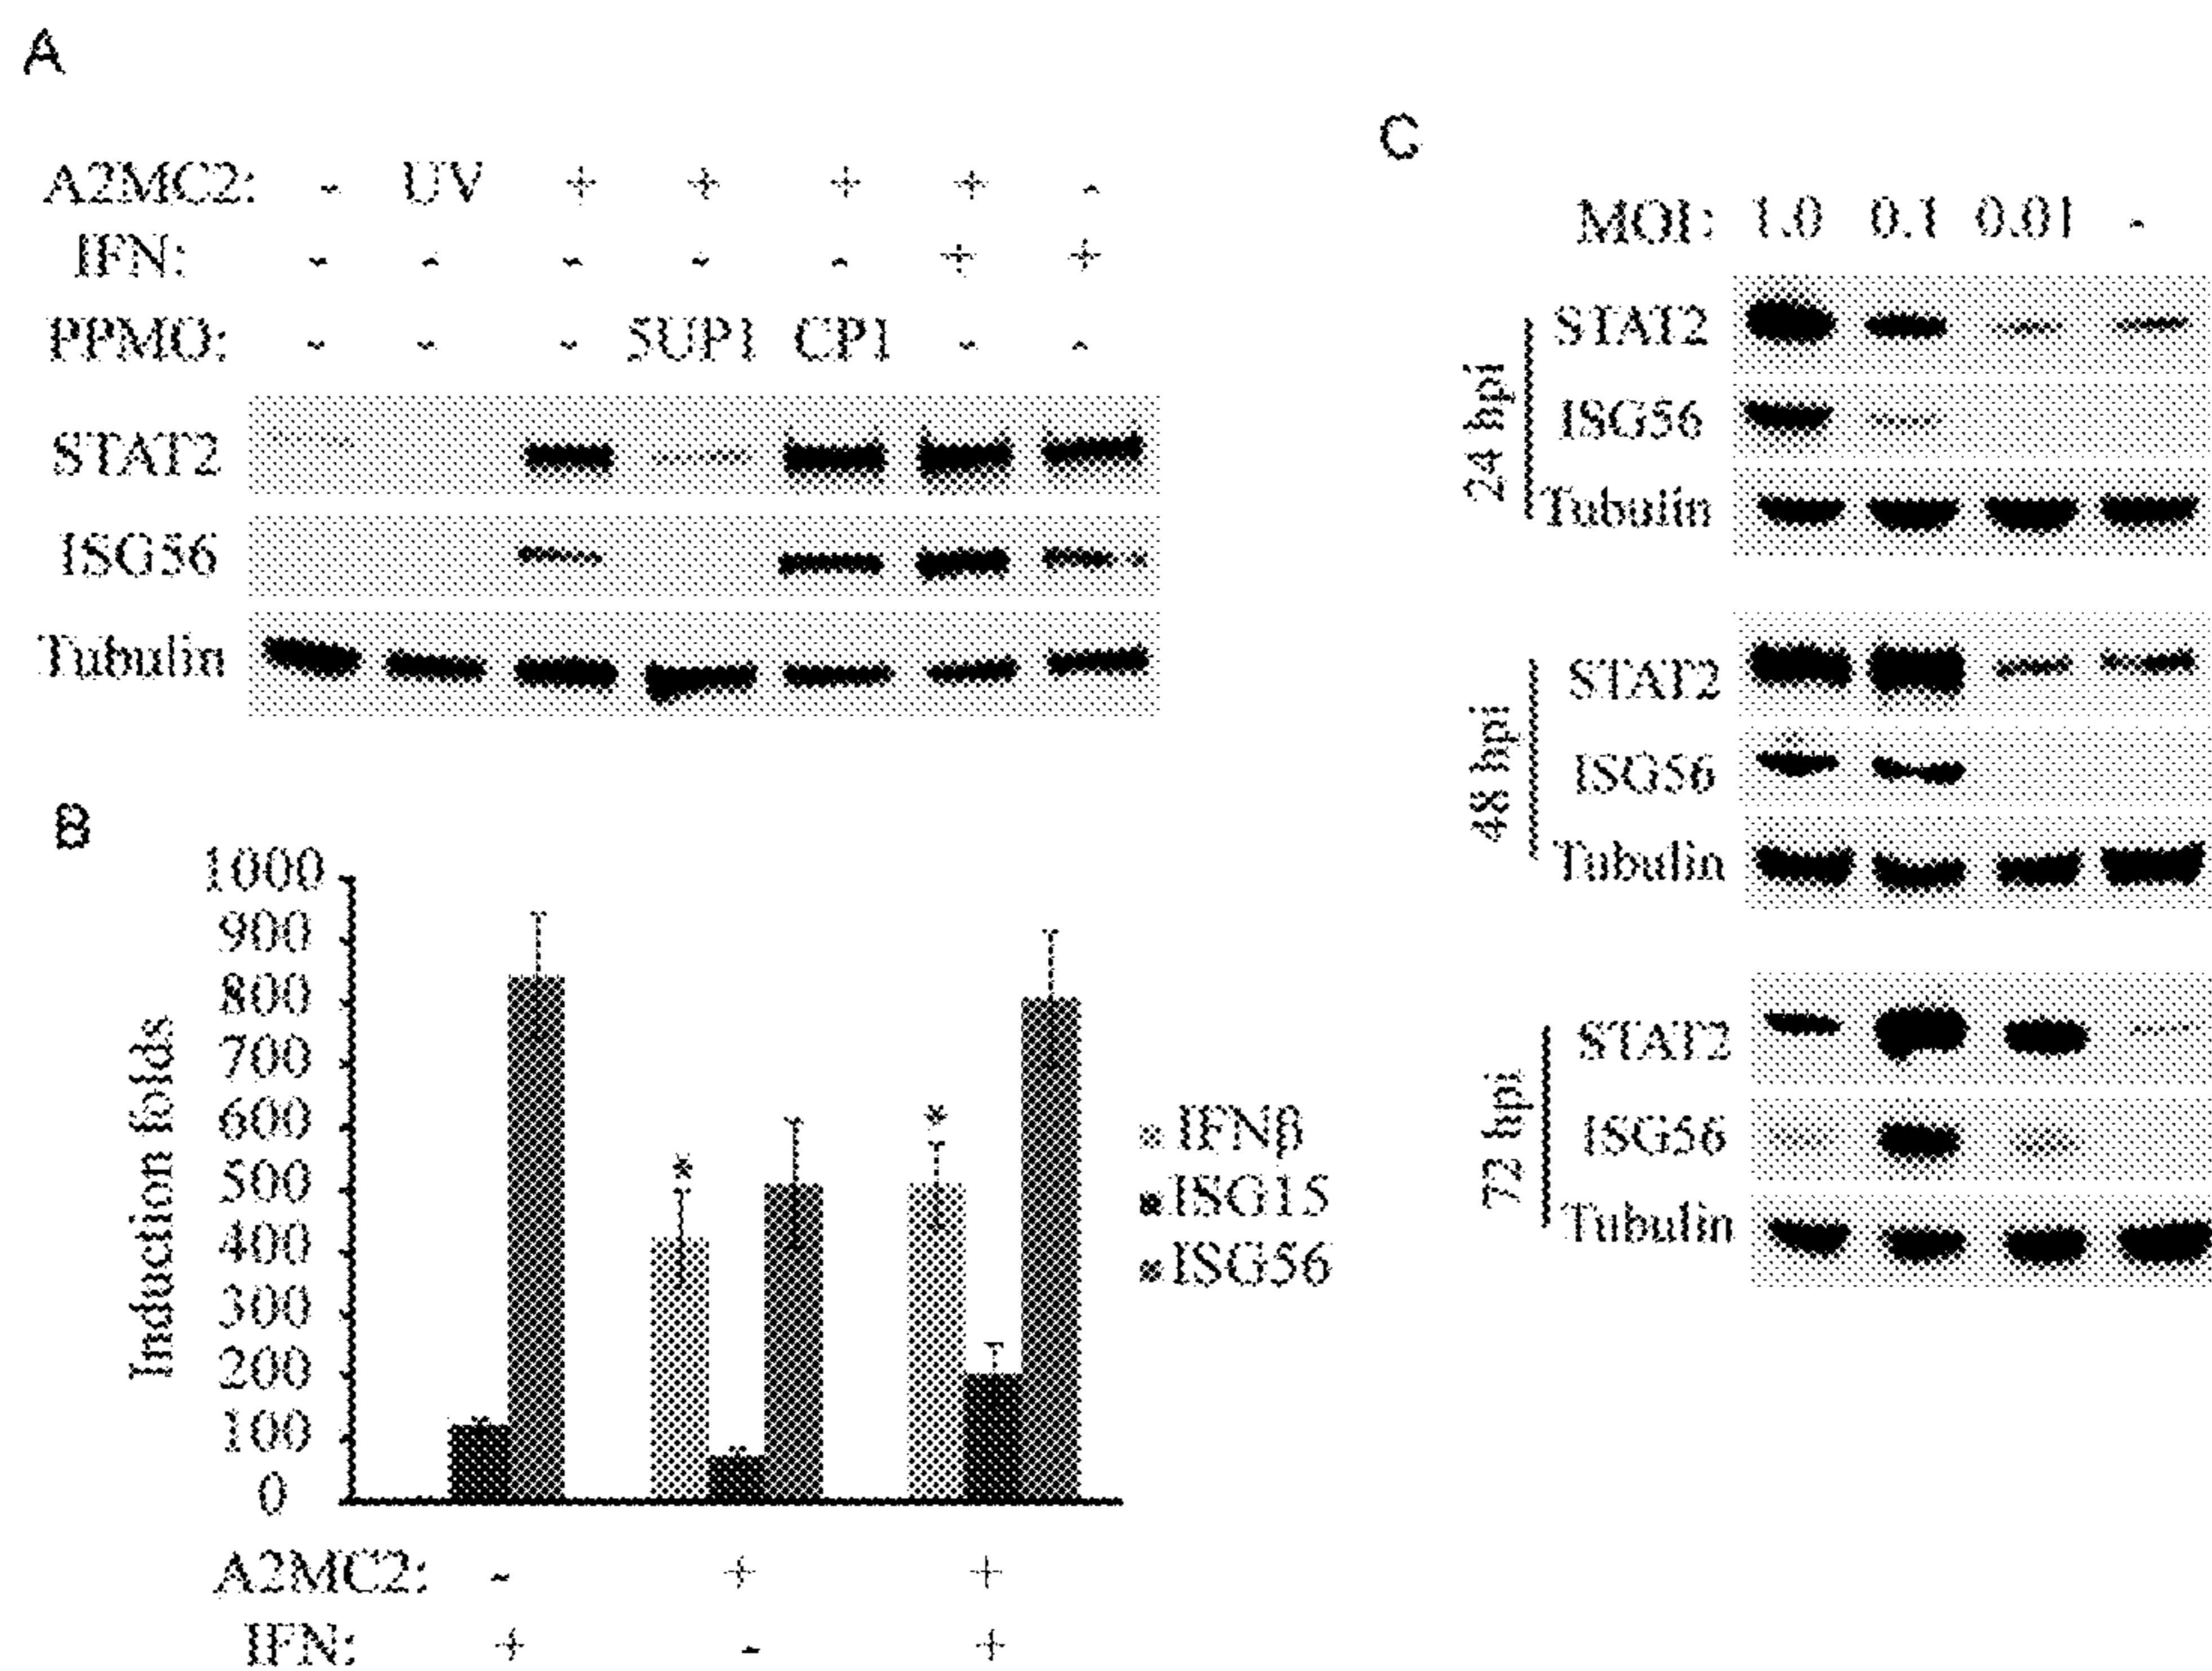 A
A2MC2: - UV + + + + -
IFN: - - - - - + +
PPMO: - - - 5UP1 CP1 - -
STAT2
ISG56
Tubulin
B
1000
900
800
700
600
500
400
300
200
100
0
Induction folds
* *
IFNβ
ISG15
ISG56
A2MC2: - + +
IFN: + - +
C
MOI: 1.0 0.1 0.01 -
24 hpi
STAT2
ISG56
Tubulin
48 hpi
STAT2
ISG56
Tubulin
72 hpi
STAT2
ISG56
Tubulin